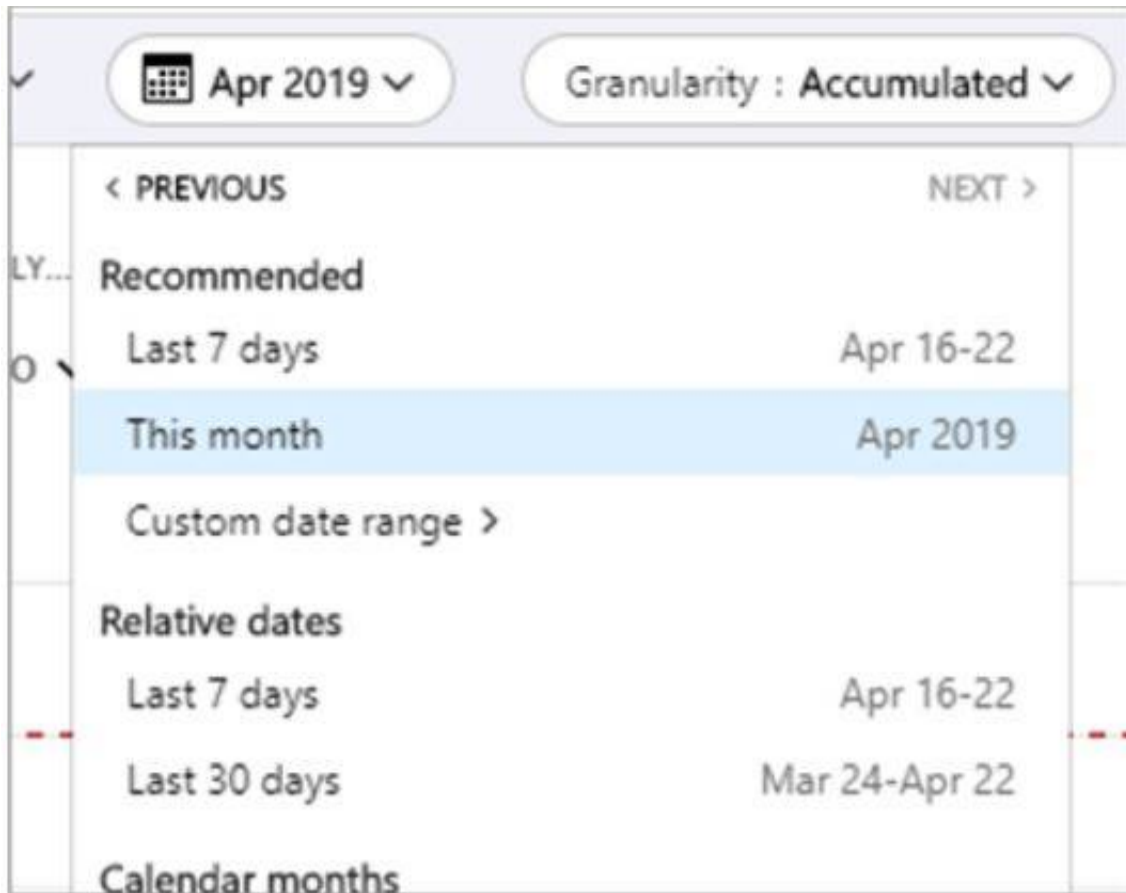 Apr 2019 Granularity : Accumulated
< PREVIOUS NEXT >
LY...
Recommended
Last 7 days Apr 16-22
O
This month Apr 2019
Custom date range >
Relative dates
Last 7 days Apr 16-22
Last 30 days Mar 24-Apr 22
Calendar months